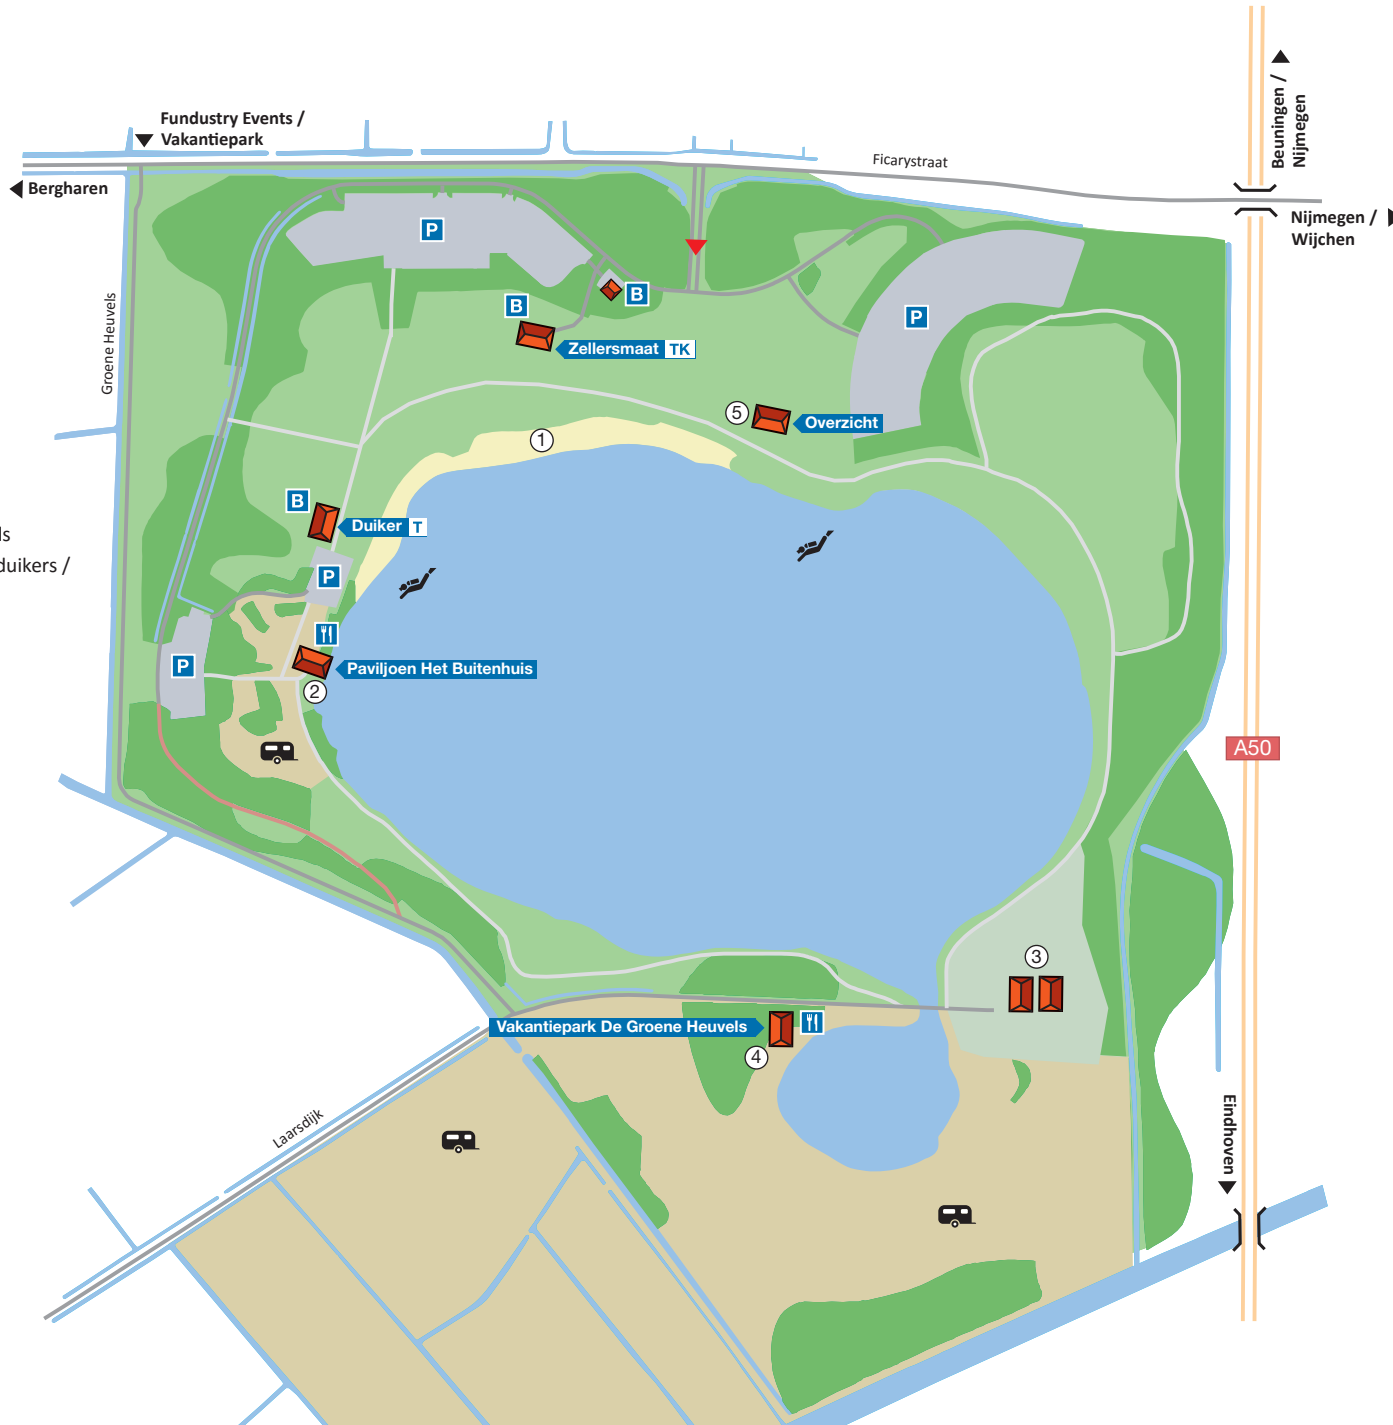 Beuningen /
Nijmegen
Fundustry Events /
Vakantiepark
Ficarystraat
Bergharen
Nijmegen /
Wijchen
P
B
B
Groene Heuvels
P
Zellersmaat TK
5
Overzicht
1
B
Duiker T
ls
duikers /
P
P
Paviljoen Het Buitenhuis
2
A50
3
Vakantiepark De Groene Heuvels
4
Laarsdijk
Eindhoven